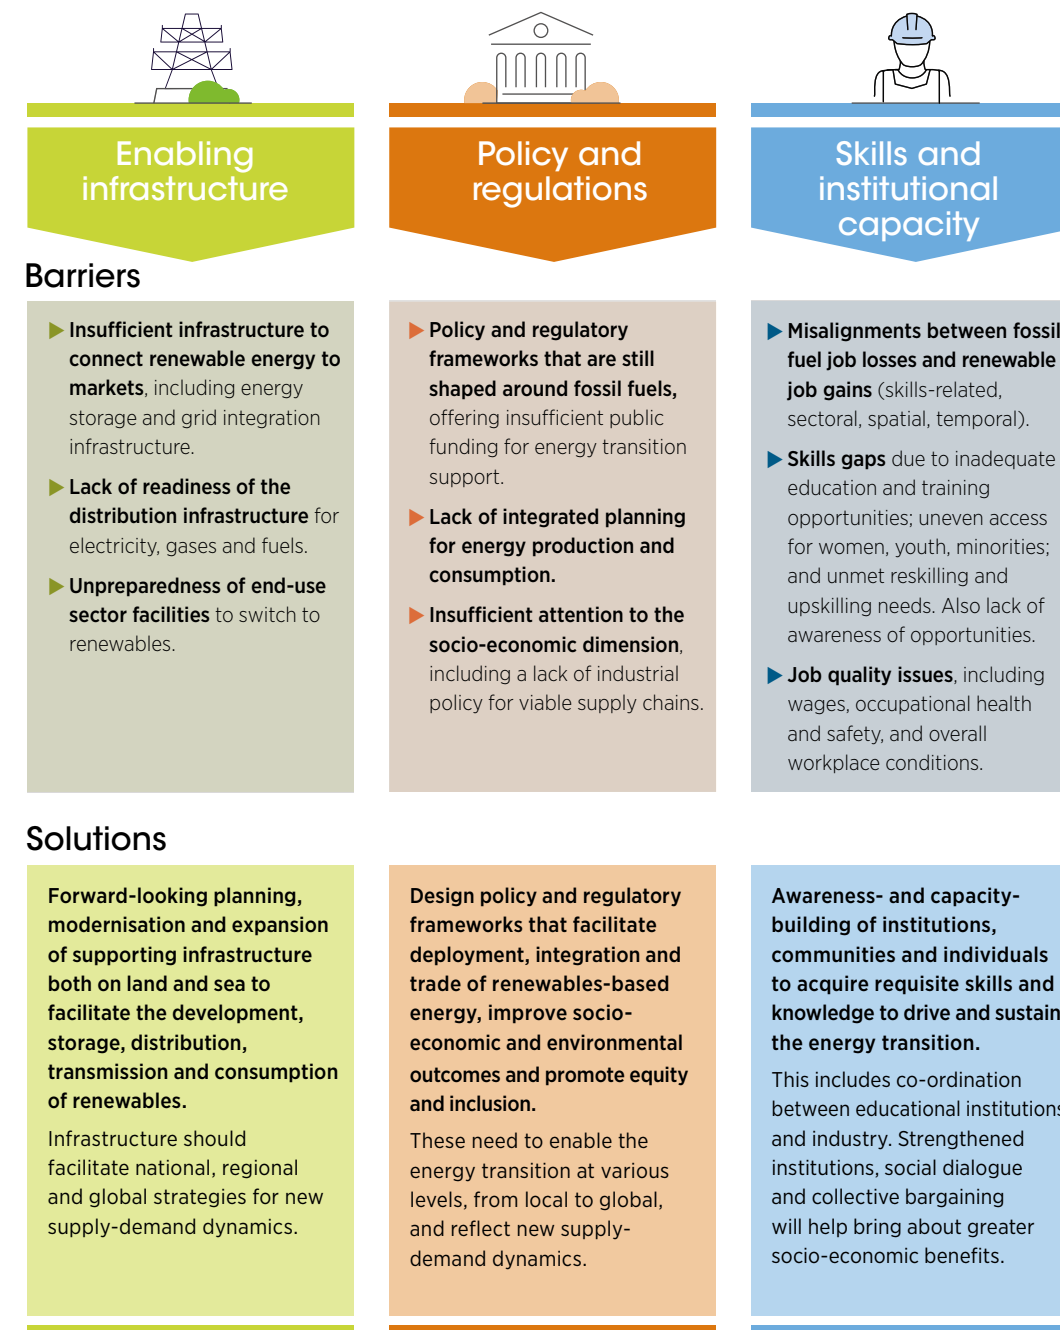 Enabling
infrastructure
Policy and
regulations
Skills and
institutional
capacity
Barriers
Insufficient infrastructure to
connect renewable energy to
markets, including energy
storage and grid integration
infrastructure.
Lack of readiness of the
distribution infrastructure for
electricity, gases and fuels.
Unpreparedness of end-use
sector facilities to switch to
renewables.
Policy and regulatory
frameworks that are still
shaped around fossil fuels,
offering insufficient public
funding for energy transition
support.
Lack of integrated planning
for energy production and
consumption.
Insufficient attention to the
socio-economic dimension,
including a lack of industrial
policy for viable supply chains.
Misalignments between fossil
fuel job losses and renewable
job gains (skills-related,
sectoral, spatial, temporal).
Skills gaps due to inadequate
education and training
opportunities; uneven access
for women, youth, minorities;
and unmet reskilling and
upskilling needs. Also lack of
awareness of opportunities.
Job quality issues, including
wages, occupational health
and safety, and overall
workplace conditions.
Solutions
Forward-looking planning,
modernisation and expansion
of supporting infrastructure
both on land and sea to
facilitate the development,
storage, distribution,
transmission and consumption
of renewables.
Infrastructure should
facilitate national, regional
and global strategies for new
supply-demand dynamics.
Design policy and regulatory
frameworks that facilitate
deployment, integration and
trade of renewables-based
energy, improve socio-
economic and environmental
outcomes and promote equity
and inclusion.
These need to enable the
energy transition at various
levels, from local to global,
and reflect new supply-
demand dynamics.
Awareness- and capacity-
building of institutions,
communities and individuals
to acquire requisite skills and
knowledge to drive and sustain
the energy transition.
This includes co-ordination
between educational institutions
and industry. Strengthened
institutions, social dialogue
and collective bargaining
will help bring about greater
socio-economic benefits.